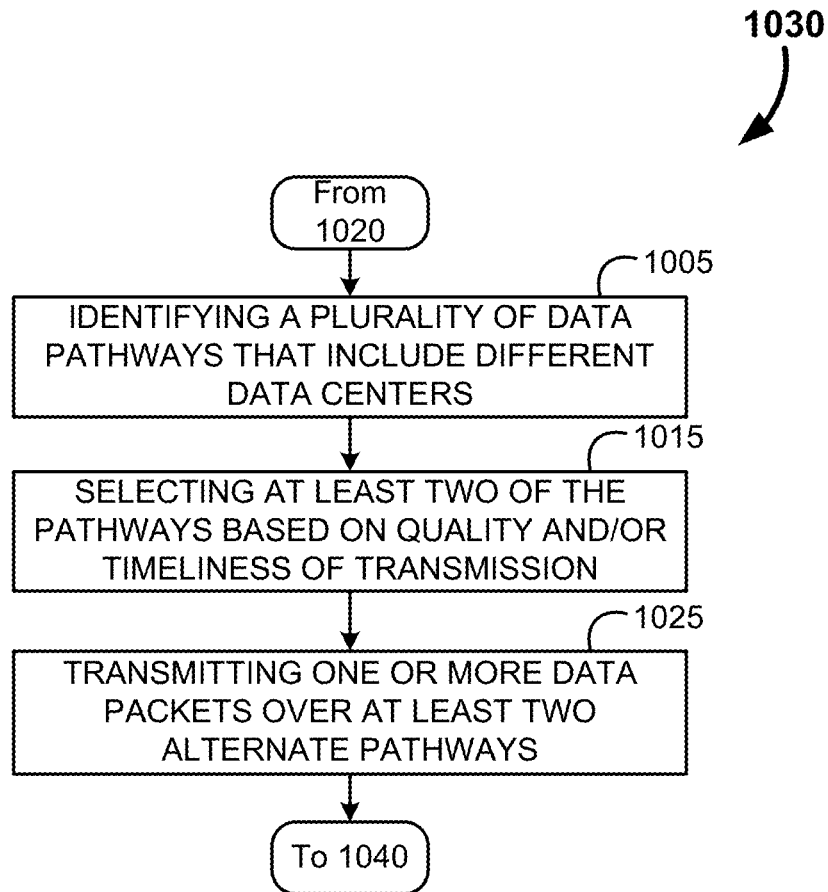 1030
From
1020
1005
IDENTIFYING A PLURALITY OF DATA
PATHWAYS THAT INCLUDE DIFFERENT
DATA CENTERS
1015
SELECTING AT LEAST TWO OF THE
PATHWAYS BASED ON QUALITY AND/OR
TIMELINESS OF TRANSMISSION
1025
TRANSMITTING ONE OR MORE DATA
PACKETS OVER AT LEAST TWO
ALTERNATE PATHWAYS
To 1040